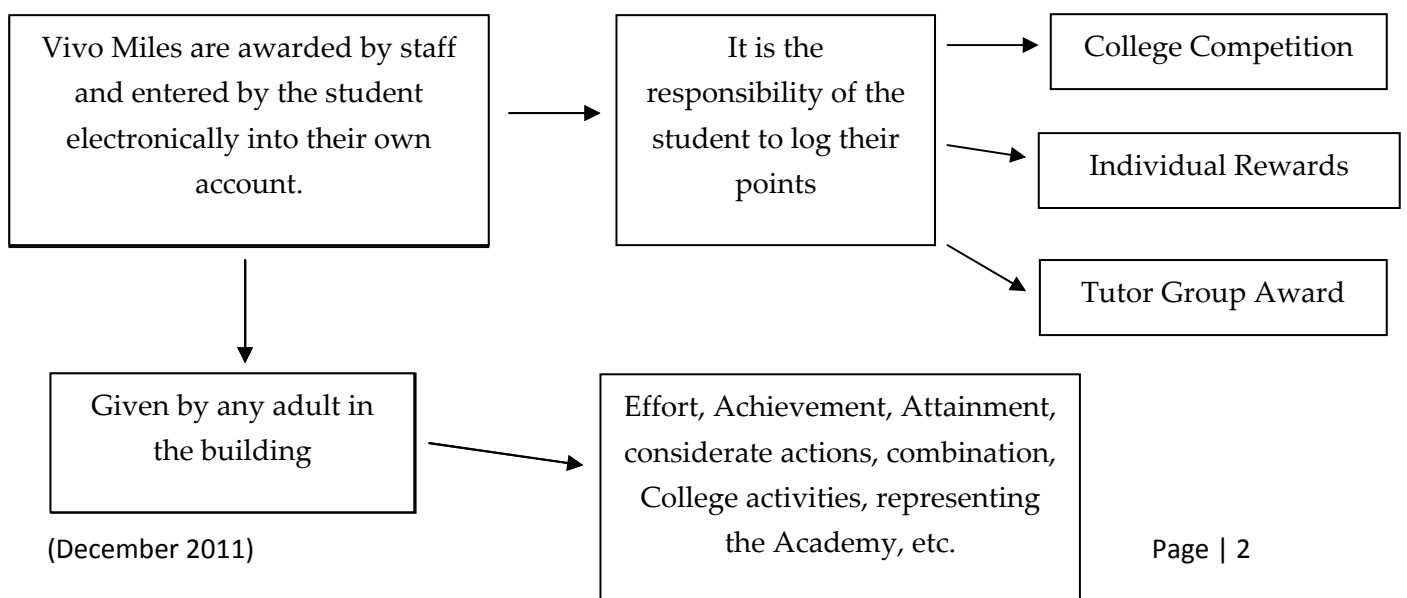 Vivo Miles are awarded by staff
and entered by the student
electronically into their own
account.
It is the
responsibility of the
student to log their
points
College Competition
Individual Rewards
Tutor Group Award
Given by any adult in
the building
Effort, Achievement, Attainment,
considerate actions, combination,
College activities, representing
the Academy, etc.
(December 2011)
Page | 2